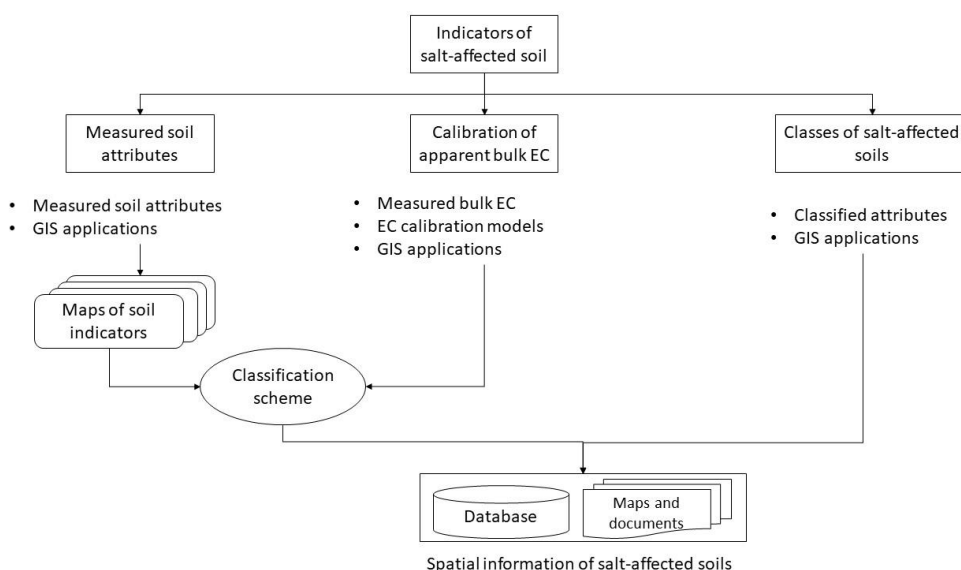 Indicators of
salt-affected soil
Measured soil
attributes
Calibration of
apparent bulk EC
Classes of salt-affected
soils
• Measured soil attributes
• GIS applications
• Measured bulk EC
• EC calibration models
• GIS applications
• Classified attributes
• GIS applications
Maps of soil
indicators
Classification
scheme
Database
Maps and
documents
Spatial information of salt-affected soils